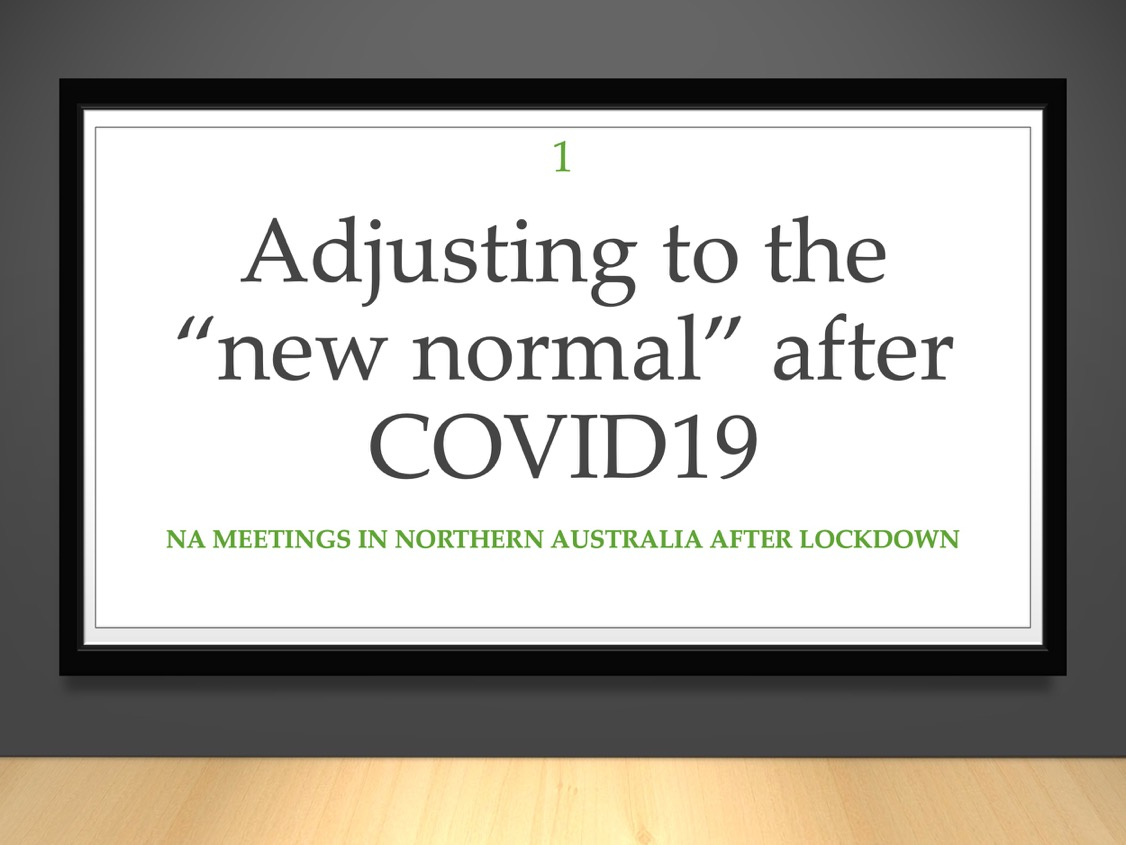 1
Adjusting to the
“new normal” after
COVID19
NA MEETINGS IN NORTHERN AUSTRALIA AFTER LOCKDOWN